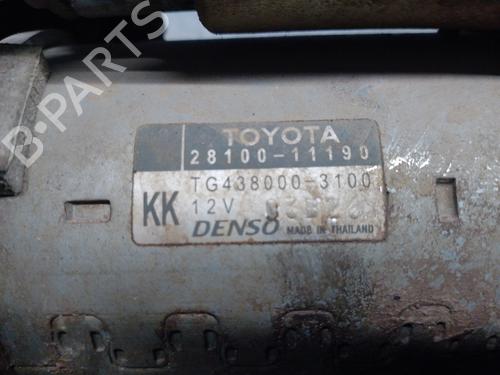 TOYOTA
28100-11190
TG438000-3100
KK 12V
DENSO MADE IN THAILAND
B-PARTS